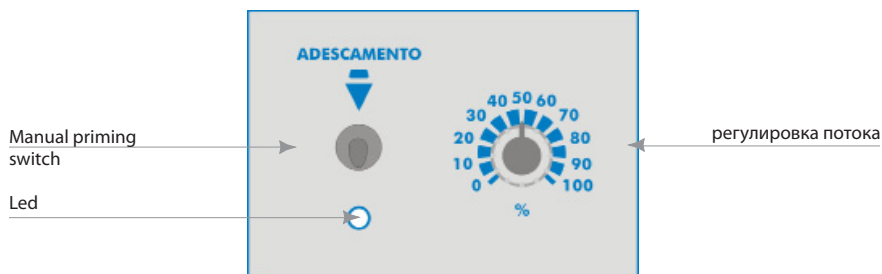 ADESCAMENTO
40 50 60
30 70
20 80
10 90
0 100
%
Manual priming
switch
Led
регулировка потока